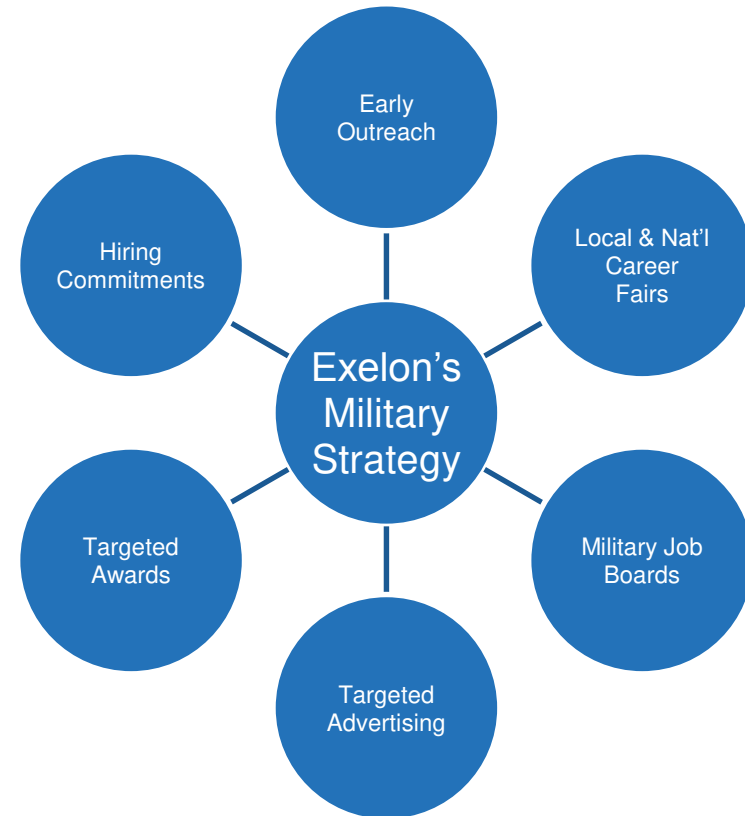 Early
Outreach
Local & Nat'l
Career
Fairs
Hiring
Commitments
Exelon's
Military
Strategy
Targeted
Awards
Military Job
Boards
Targeted
Advertising